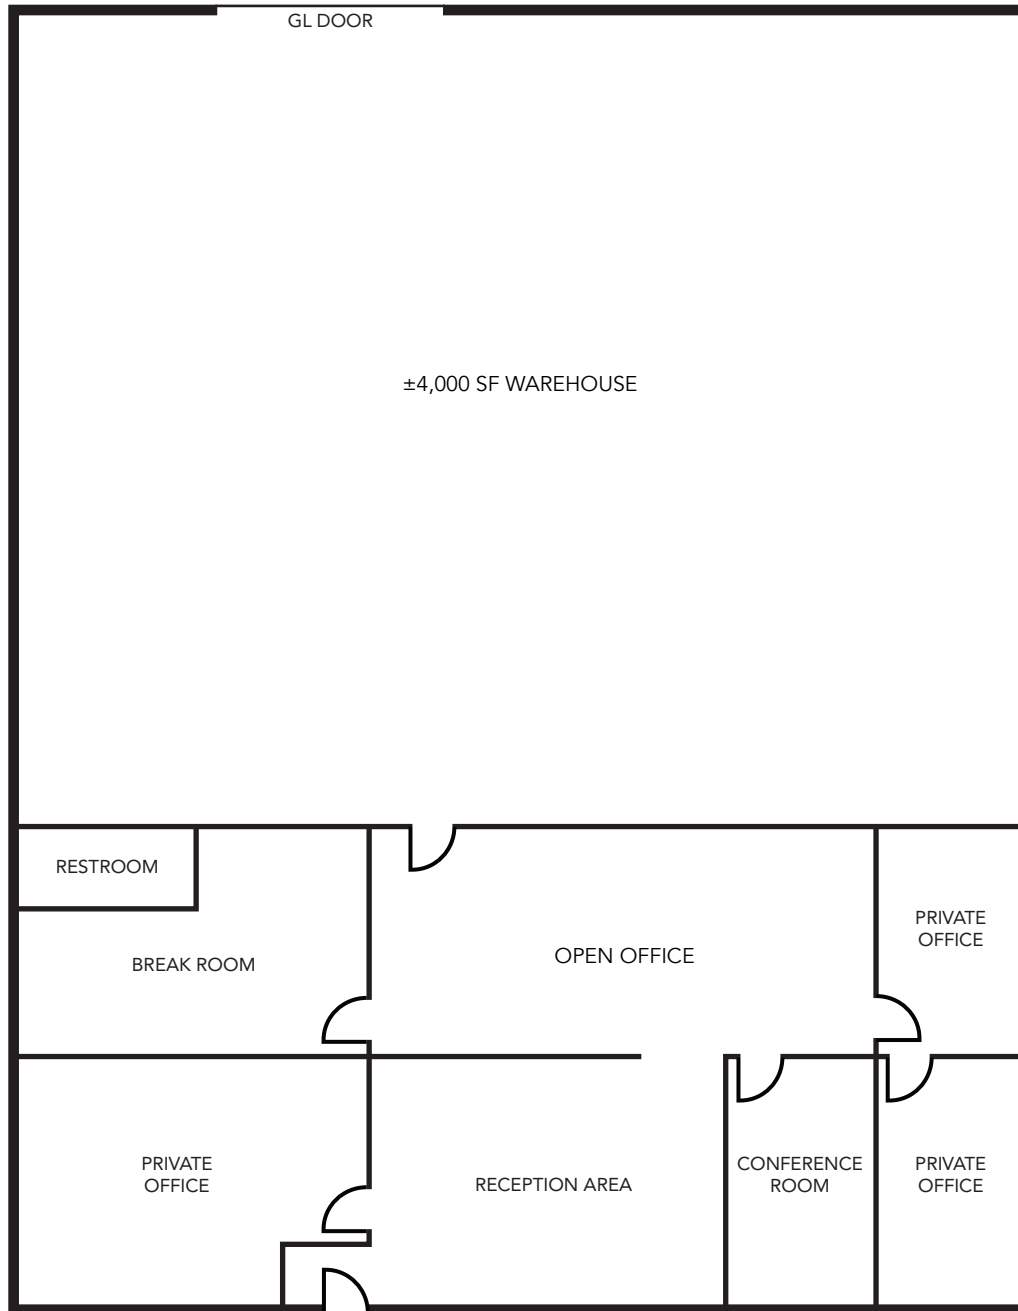 GL DOOR
±4,000 SF WAREHOUSE
RESTROOM
BREAK ROOM
OPEN OFFICE
PRIVATE
OFFICE
PRIVATE
OFFICE
RECEPTION AREA
CONFERENCE
ROOM
PRIVATE
OFFICE